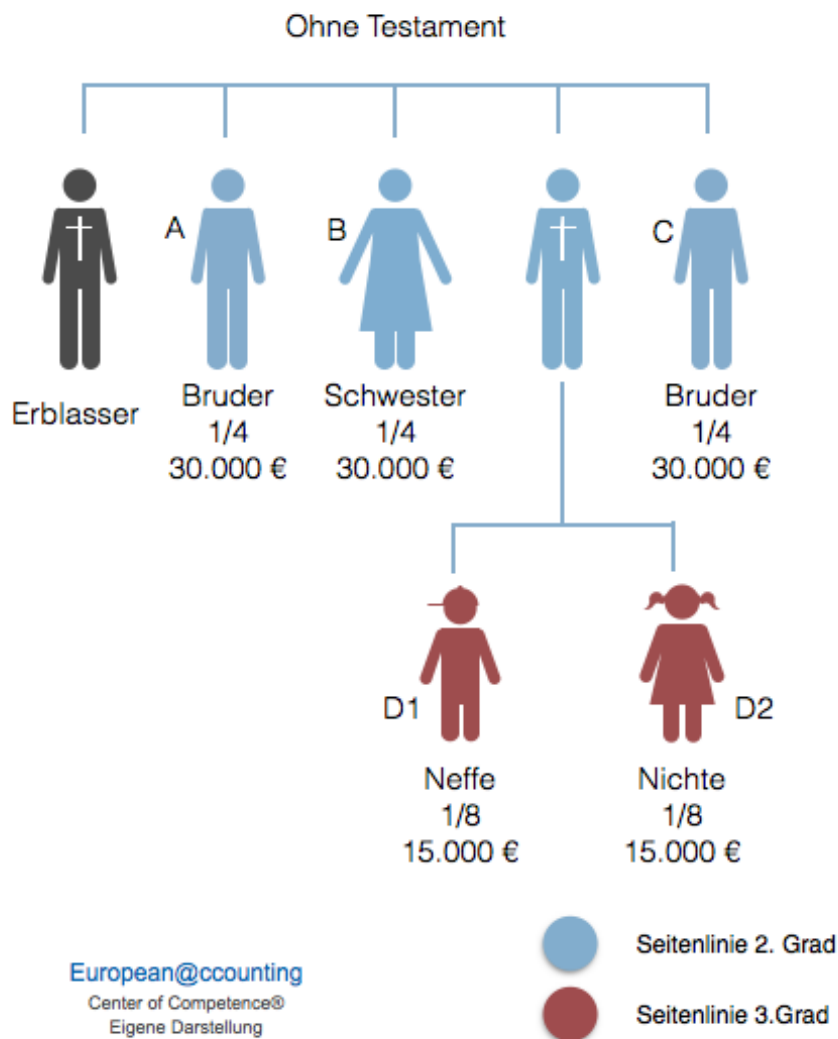 Ohne Testament
A
B
C
Erblasser
Bruder
1/4
30.000 €
Schwester
1/4
30.000 €
Bruder
1/4
30.000 €
D1
D2
Neffe
1/8
15.000 €
Nichte
1/8
15.000 €
European@ccounting
Center of Competence®
Eigene Darstellung
Seitenlinie 2. Grad
Seitenlinie 3.Grad